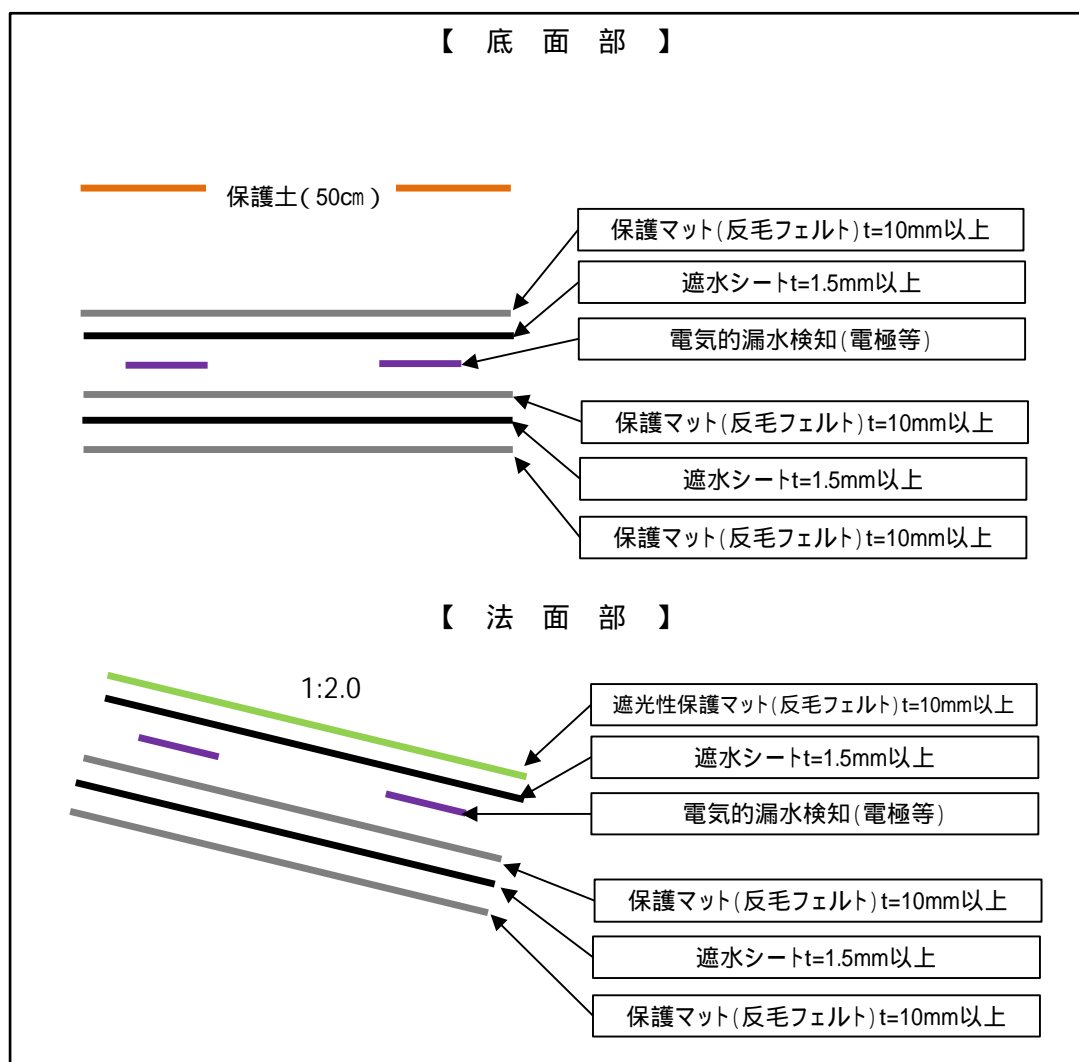 【 底 面 部 】
保護土(50㎝)
保護マット(反毛フェルト)t=10mm以上
遮水シートt=1.5mm以上
電気的漏水検知(電極等)
保護マット(反毛フェルト)t=10mm以上
遮水シートt=1.5mm以上
保護マット(反毛フェルト)t=10mm以上
【 法 面 部 】
1:2.0
遮光性保護マット(反毛フェルト)t=10mm以上
遮水シートt=1.5mm以上
電気的漏水検知(電極等)
保護マット(反毛フェルト)t=10mm以上
遮水シートt=1.5mm以上
保護マット(反毛フェルト)t=10mm以上